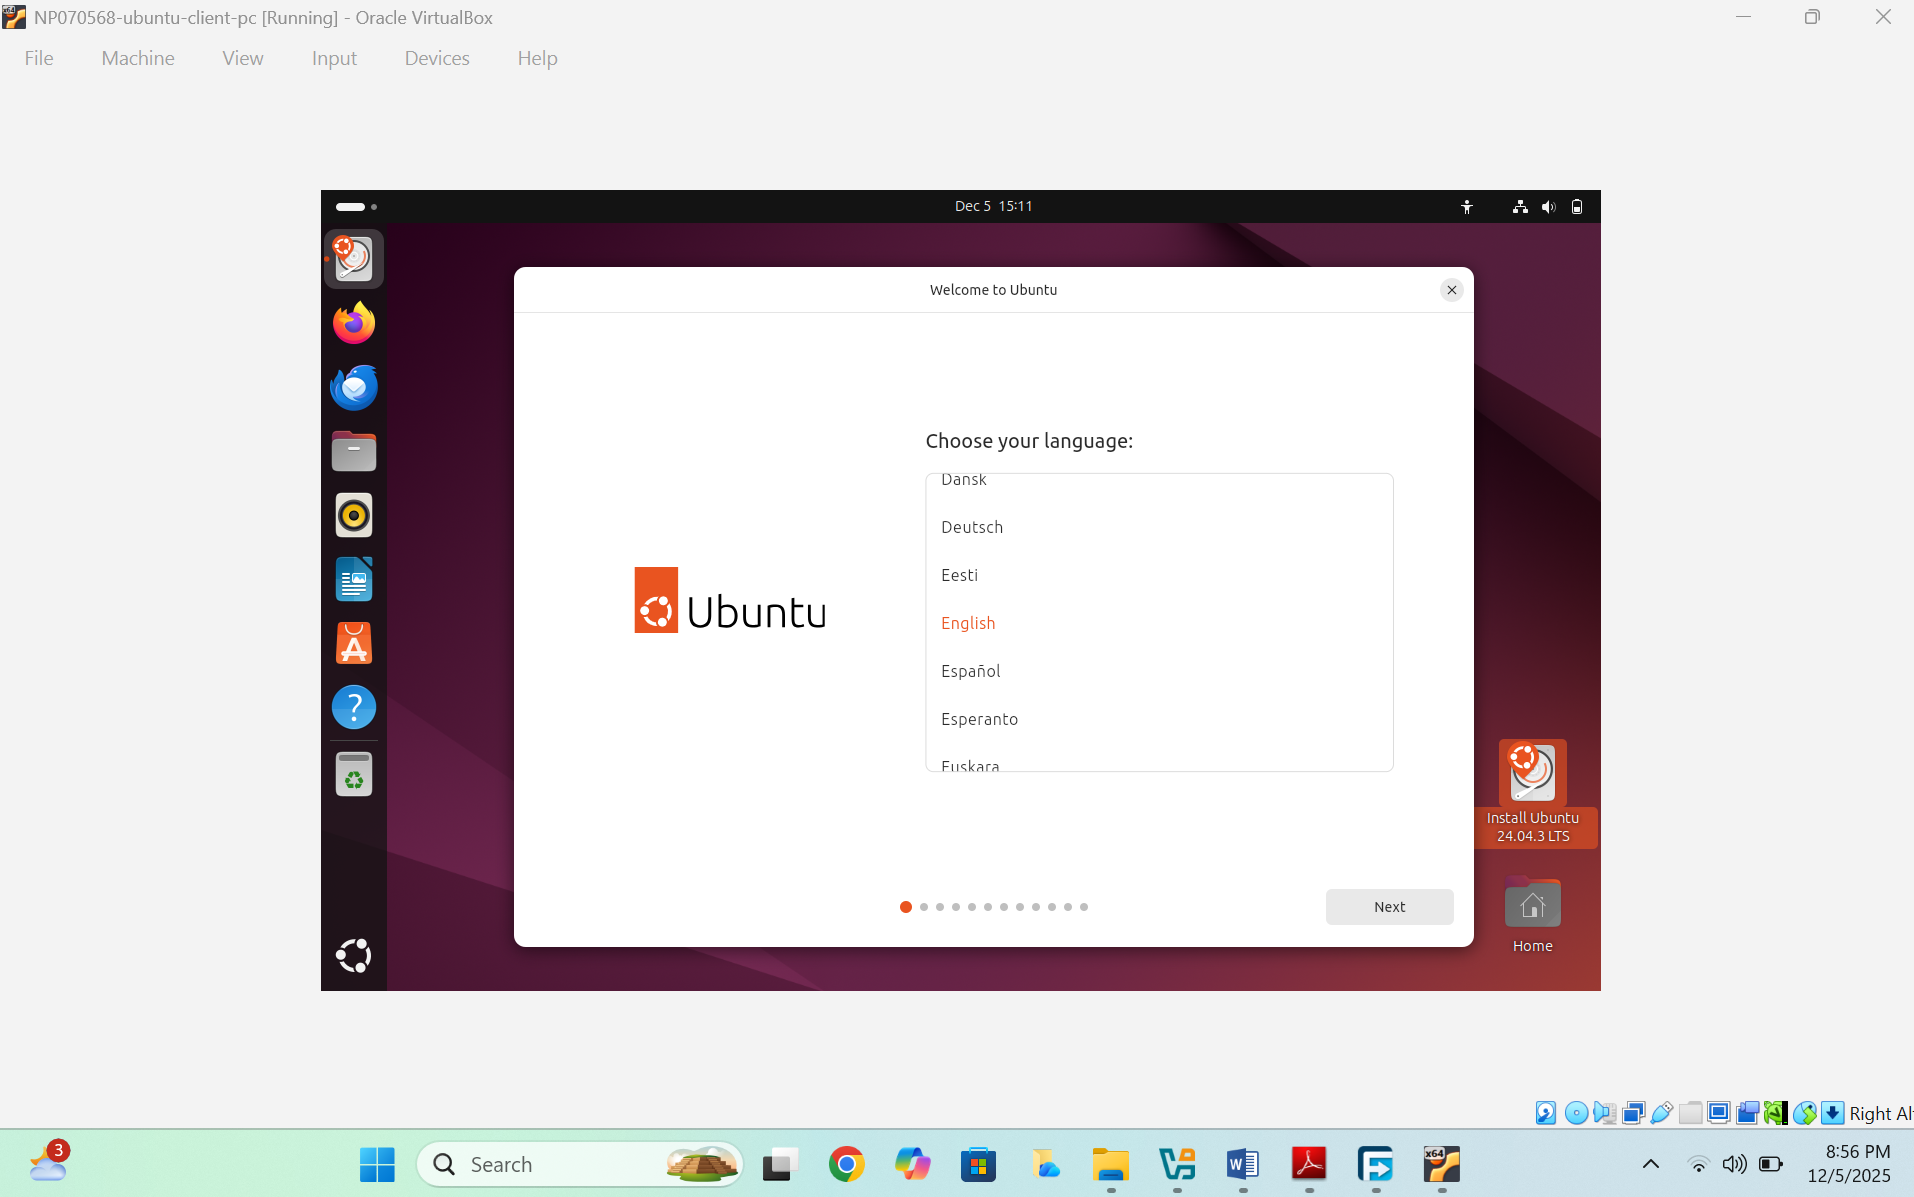 NP070568-ubuntu-client-pc [Running] - Oracle VirtualBox
File Machine View Input Devices Help
Dec 5 15:11
Welcome to Ubuntu
Choose your language:
Dansk
Deutsch
Eesti
English
Español
Esperanto
Euskara
Ubuntu
Next
Install Ubuntu
24.04.3 LTS
Home
Right Al
3
Search
8:56 PM
12/5/2025
x64